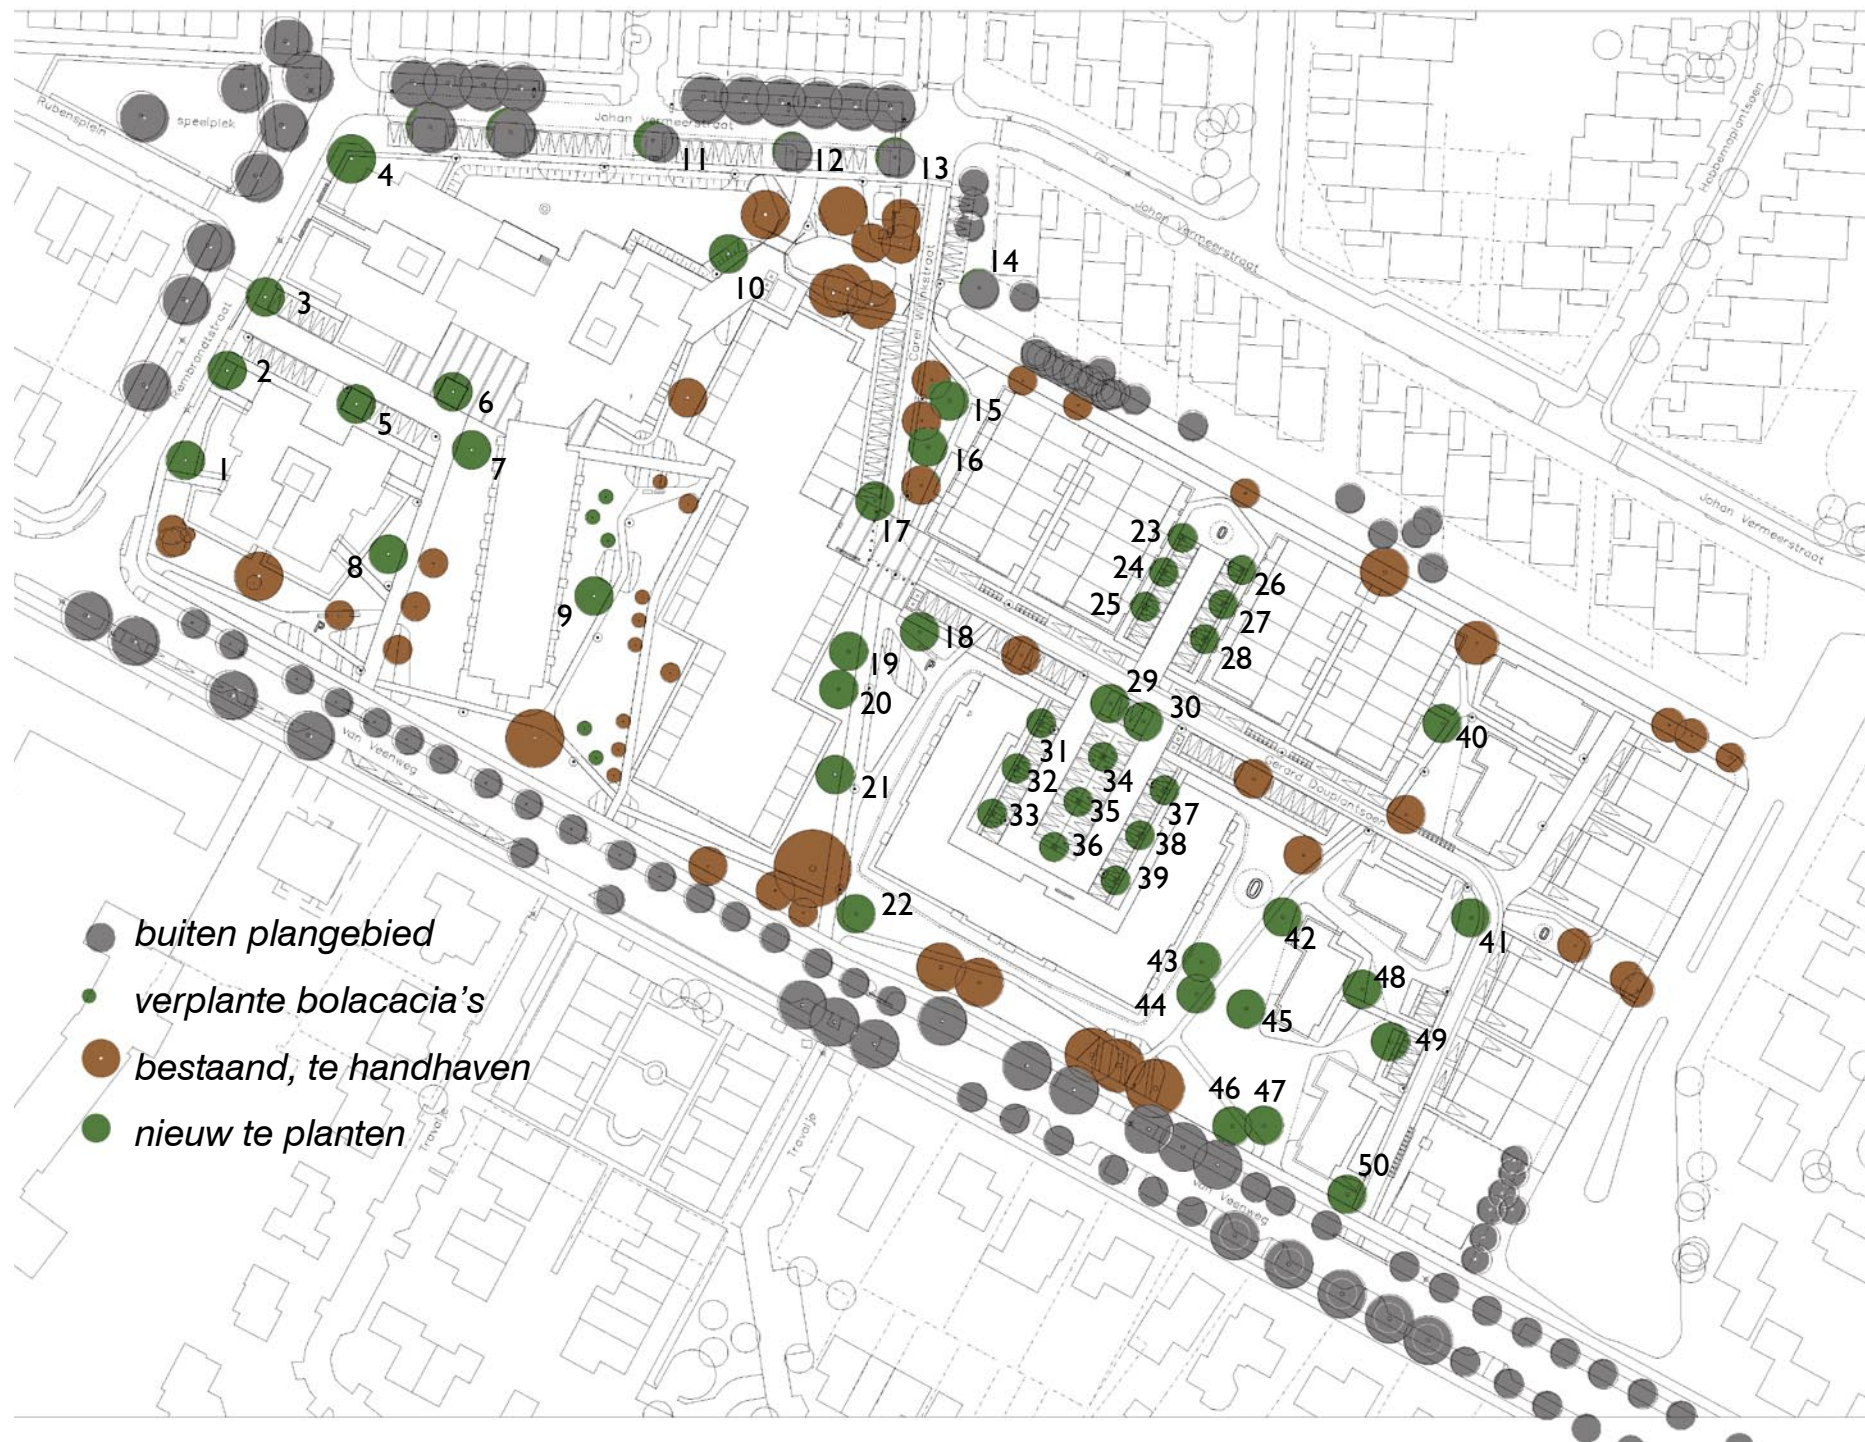 Rubensplein
speelplek
Johan Vermeerstraat
4
11
12
13
Hobbemaplantsoen
Johan Vermeerstraat
14
10
3
Rembrandtstraat
Carel Willinkstraat
2
6
5
15
7
16
1
Johan Vermeerstraat
17
23
24
26
8
25
9
27
18
28
19
29
20
30
van Veenweg
31
40
32
34
Gerard Douplantsoen
21
33
35
37
36
38
39
22
buiten plangebied
42
41
43
48
verplante bolacacia's
44
45
49
bestaand, te handhaven
46
47
nieuw te planten
Travalje
Travalje
50
van Veenweg